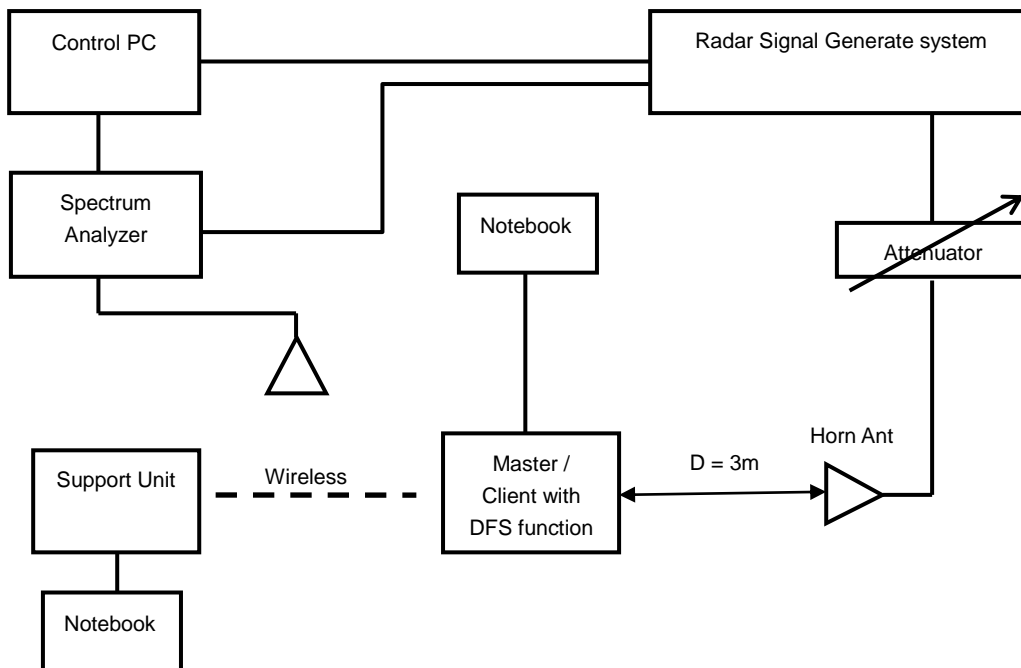 Control PC
Radar Signal Generate system
Spectrum
Analyzer
Notebook
Attenuator
Horn Ant
D = 3m
Master /
Client with
DFS function
Wireless
Support Unit
Notebook